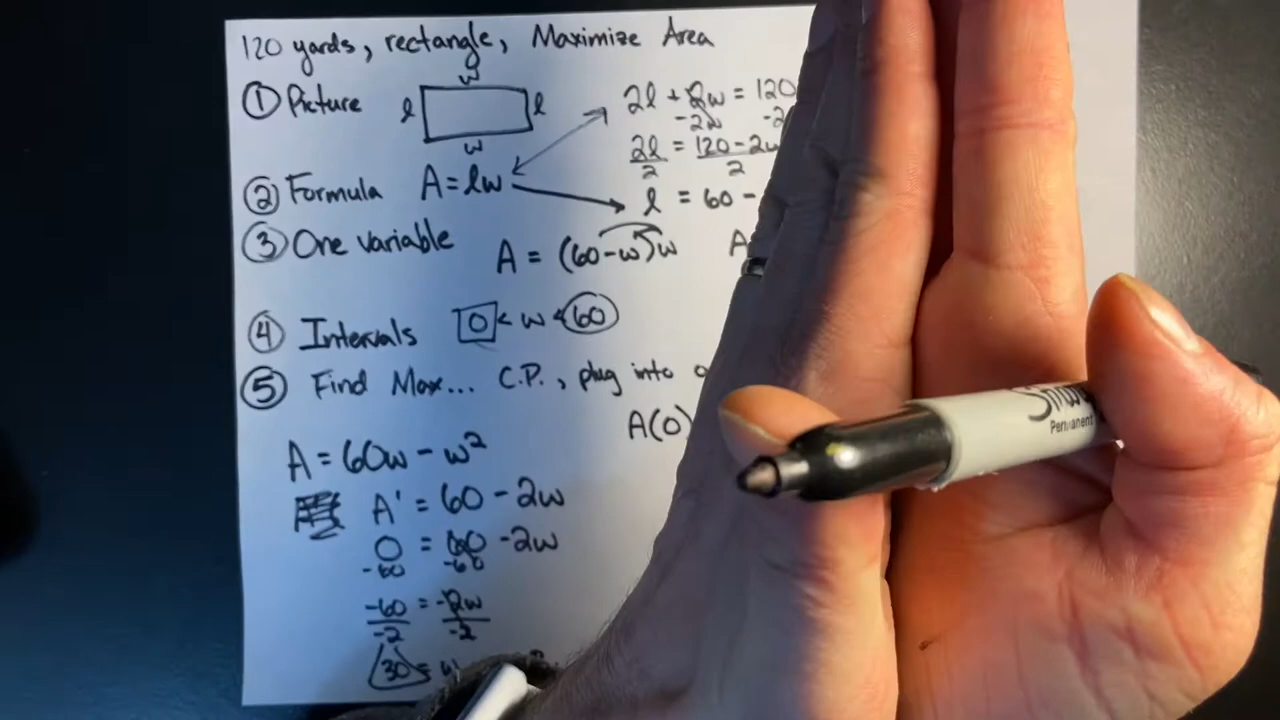 120 yards, rectangle, Maximize Area
① Picture
w
l
l
w
2l + 2w = 120
-2w -2
2l = 120 - 2w
2 2
② Formula A = lw
l = 60 -
③ One variable
A = (60-w)w A
④ Intervals 0 < w < 60
⑤ Find Max... C.P., plug into
A(0)
A = 60w - w²
A' = 60 - 2w
0 = 60 - 2w
-60 -60
-60 = -2w
-2 -2
30 =
Permanent